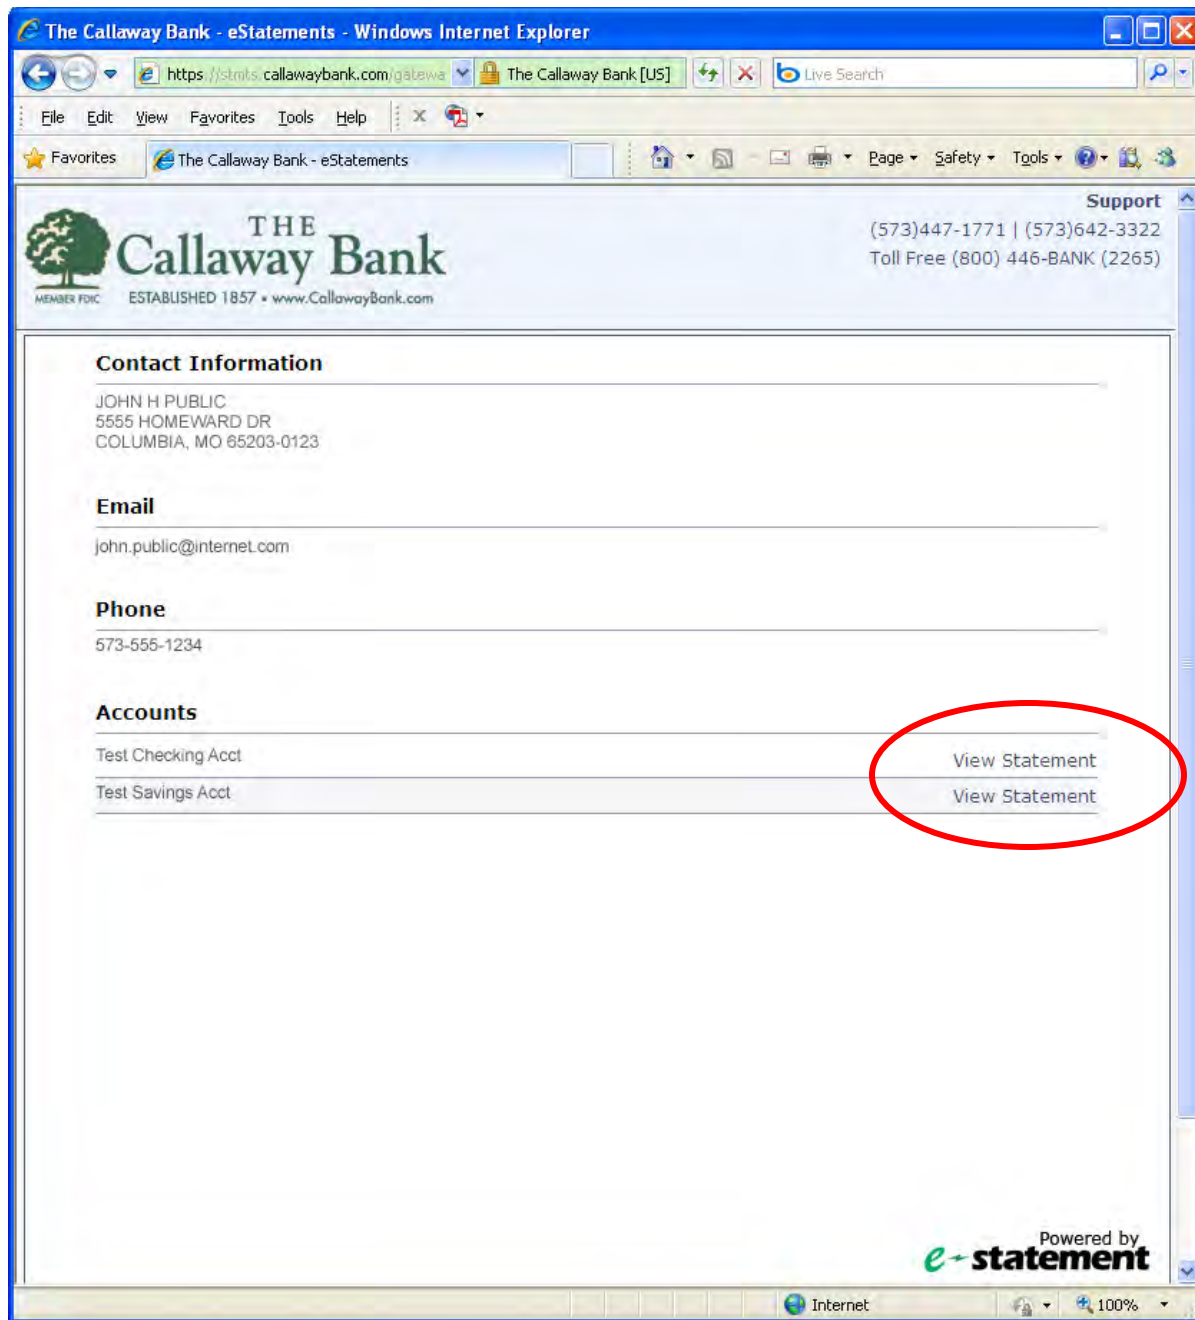 The Callaway Bank - eStatements - Windows Internet Explorer
https://stmts.callawaybank.com/gatewa The Callaway Bank [US] Live Search
File Edit View Favorites Tools Help
Favorites The Callaway Bank - eStatements Page Safety Tools
Support
(573)447-1771 | (573)642-3322
Toll Free (800) 446-BANK (2265)
THE
Callaway Bank
MEMBER FDIC ESTABLISHED 1857 • www.CallawayBank.com
Contact Information
JOHN H PUBLIC
5555 HOMEWARD DR
COLUMBIA, MO 65203-0123
Email
john.public@internet.com
Phone
573-555-1234
Accounts
Test Checking Acct View Statement
Test Savings Acct View Statement
Powered by
e-statement
Internet 100%